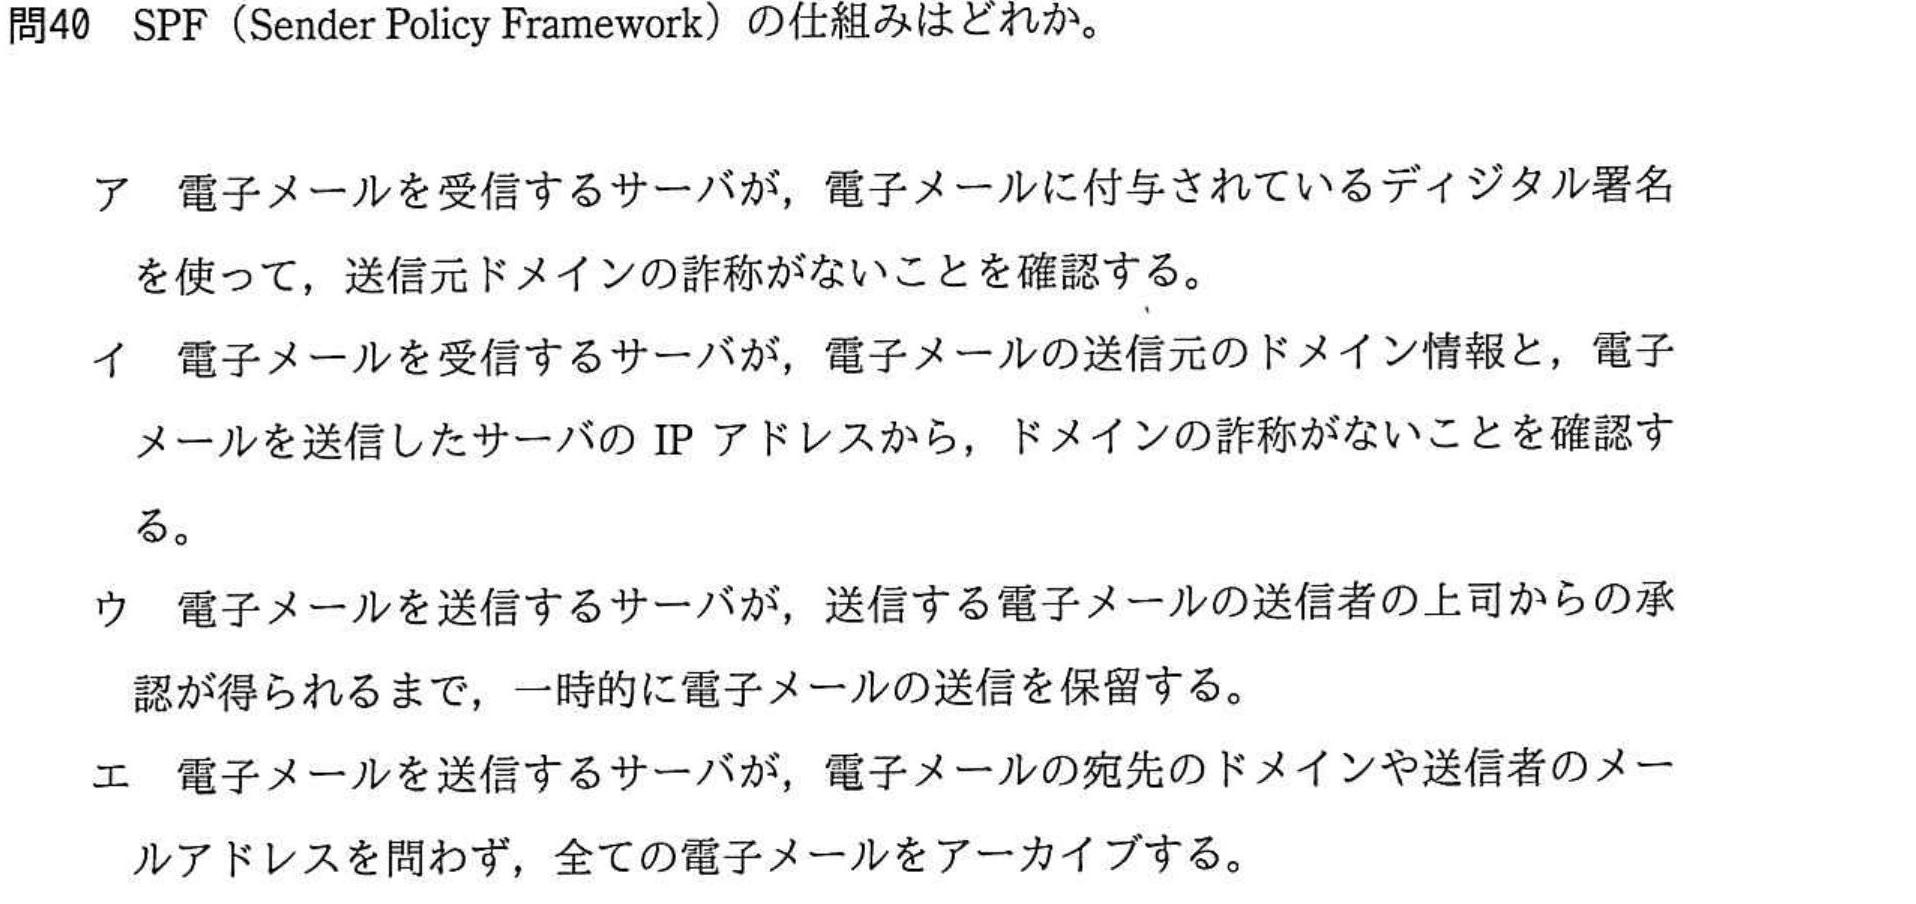 問40 SPF（Sender Policy Framework）の仕組みはどれか。
ア 電子メールを受信するサーバが，電子メールに付与されているディジタル署名
を使って，送信元ドメインの詐称がないことを確認する。
イ 電子メールを受信するサーバが，電子メールの送信元のドメイン情報と，電子
メールを送信したサーバの IP アドレスから，ドメインの詐称がないことを確認す
る。
ウ 電子メールを送信するサーバが，送信する電子メールの送信者の上司からの承
認が得られるまで，一時的に電子メールの送信を保留する。
エ 電子メールを送信するサーバが，電子メールの宛先のドメインや送信者のメー
ルアドレスを問わず，全ての電子メールをアーカイブする。